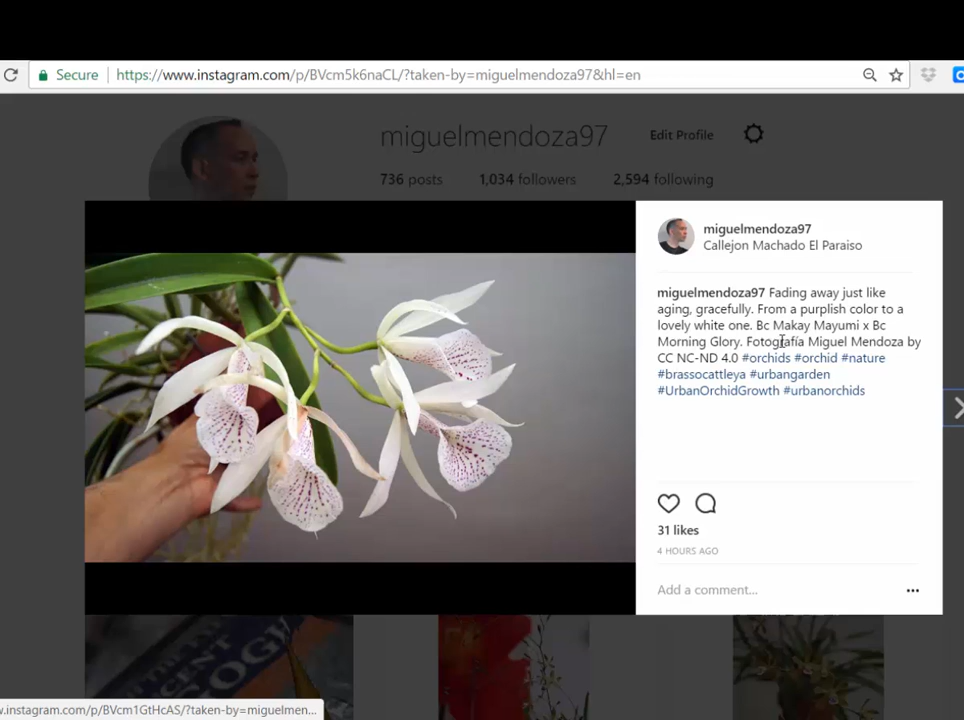 Secure
https://www.instagram.com/p/BVcm5k6naCL/?taken-by=miguelmendoza97&hl=en
miguelmendoza97 Edit Profile
736 posts 1,034 followers 2,594 following
miguelmendoza97
Callejon Machado El Paraiso
miguelmendoza97 Fading away just like
aging, gracefully. From a purplish color to a
lovely white one. Bc Makay Mayumi x Bc
Morning Glory. Fotografía Miguel Mendoza by
CC NC-ND 4.0 #orchids #orchid #nature
#brassocattleya #urbangarden
#UrbanOrchidGrowth #urbanorchids
31 likes
4 HOURS AGO
Add a comment...
w.instagram.com/p/BVcm1GtHcAS/?taken-by=miguelmen...